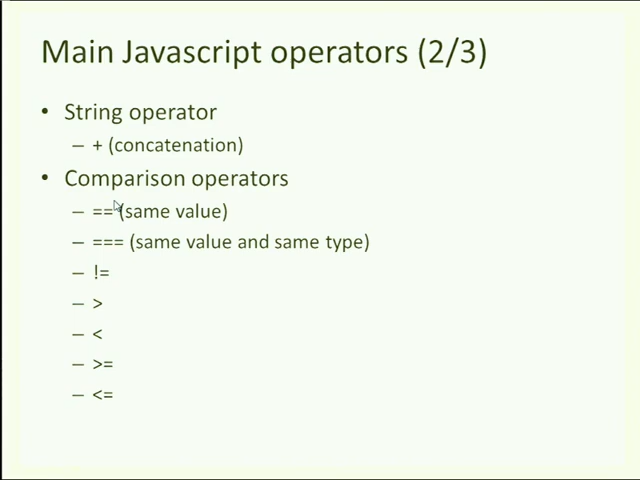 Main Javascript operators (2/3)
• String operator
– + (concatenation)
• Comparison operators
– == (same value)
– === (same value and same type)
– !=
– >
– <
– >=
– <=